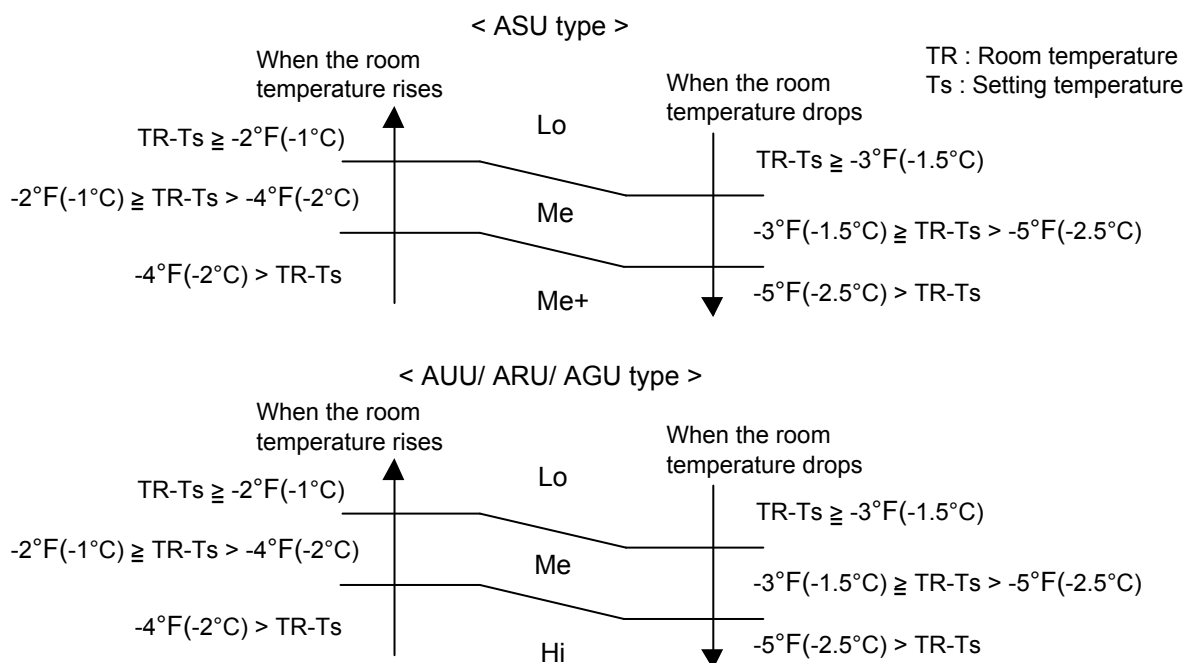 < ASU type >
When the room
temperature rises
TR : Room temperature
Ts : Setting temperature
When the room
temperature drops
Lo
TR-Ts ≧ -2°F(-1°C)
TR-Ts ≧ -3°F(-1.5°C)
-2°F(-1°C) ≧ TR-Ts > -4°F(-2°C)
Me
-3°F(-1.5°C) ≧ TR-Ts > -5°F(-2.5°C)
-4°F(-2°C) > TR-Ts
Me+
-5°F(-2.5°C) > TR-Ts
< AUU/ ARU/ AGU type >
When the room
temperature rises
When the room
temperature drops
Lo
TR-Ts ≧ -2°F(-1°C)
TR-Ts ≧ -3°F(-1.5°C)
-2°F(-1°C) ≧ TR-Ts > -4°F(-2°C)
Me
-3°F(-1.5°C) ≧ TR-Ts > -5°F(-2.5°C)
-4°F(-2°C) > TR-Ts
Hi
-5°F(-2.5°C) > TR-Ts